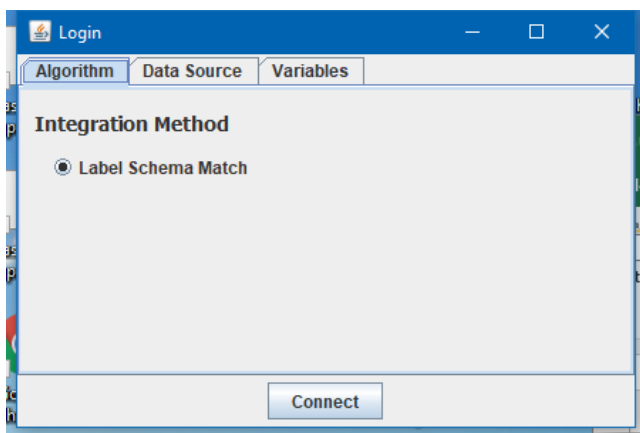 Login
Algorithm Data Source Variables
Integration Method
Label Schema Match
Connect